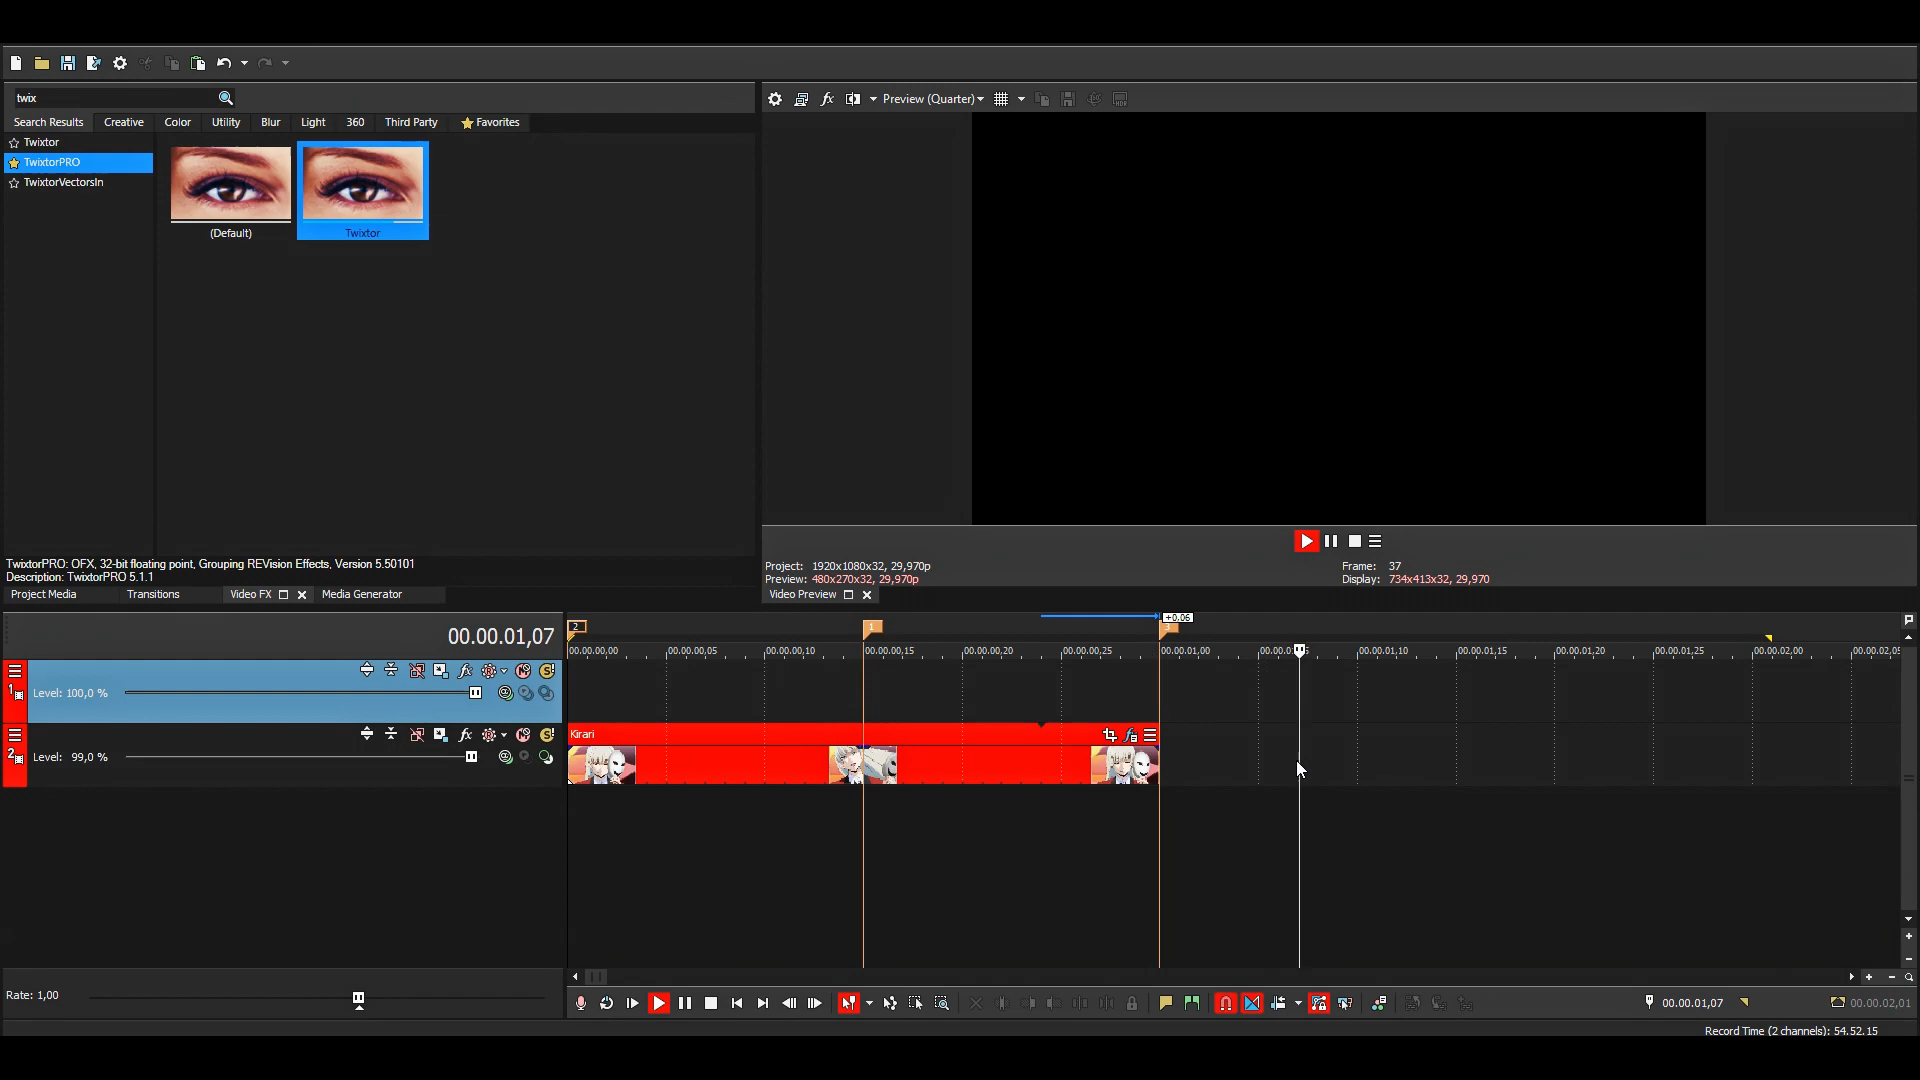 twix
Search Results Creative Color Utility Blur Light 360 Third Party Favorites
Twixtor
TwixtorPRO
TwixtorVectorsIn
(Default)
Twixtor
TwixtorPRO: OFX, 32-bit floating point, Grouping REVision Effects, Version 5.50101
Description: TwixtorPRO 5.1.1
Project Media Transitions Video FX Media Generator
Preview (Quarter)
Project: 1920x1080x32, 29,970p
Preview: 480x270x32, 29,970p
Frame: 37
Display: 734x413x32, 29,970
Video Preview
00.00.01,07
2
1
+0.06
3
00.00.00,00 00.00.00,05 00.00.00,10 00.00.00,15 00.00.00,20 00.00.00,25 00.00.01,00 00.00.01,10 00.00.01,15 00.00.01,20 00.00.01,25 00.00.02,00 00.00.02,05
1
Level: 100,0 %
2
Level: 99,0 %
Kirari
Rate: 1,00
00.00.01,07
00.00.02,01
Record Time (2 channels): 54.52.15